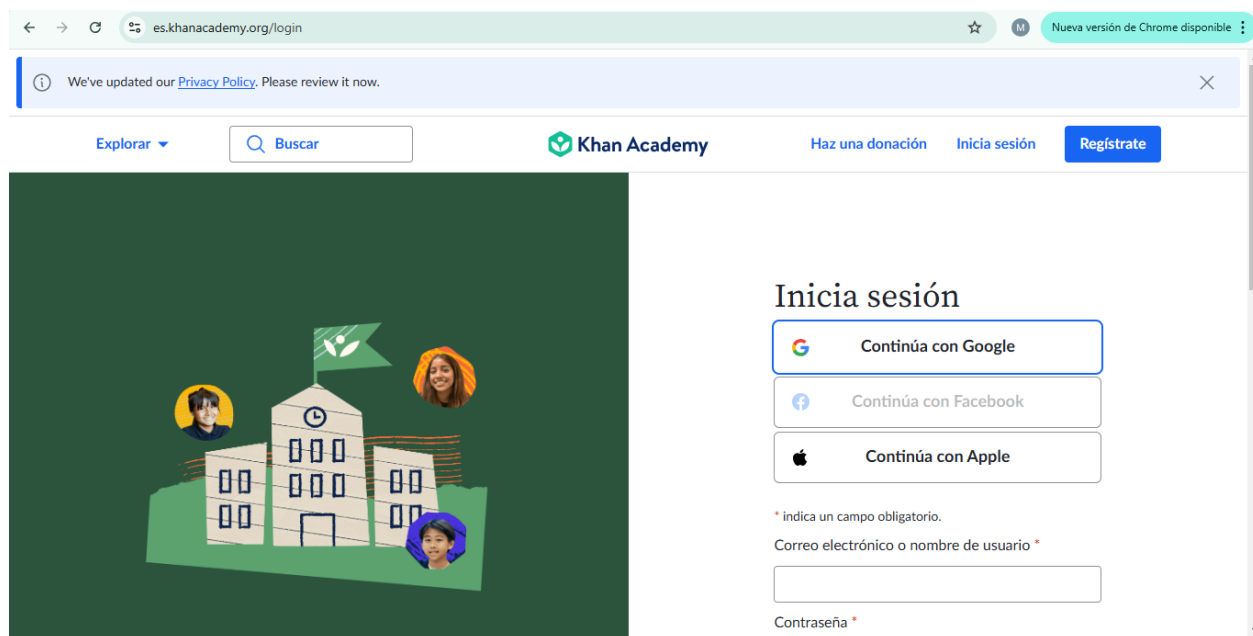 es.khanacademy.org/login
M
Nueva versión de Chrome disponible
We've updated our Privacy Policy. Please review it now.
Explorar
Buscar
Khan Academy
Haz una donación
Inicia sesión
Regístrate
Inicia sesión
Continúa con Google
Continúa con Facebook
Continúa con Apple
* indica un campo obligatorio.
Correo electrónico o nombre de usuario *
Contraseña *